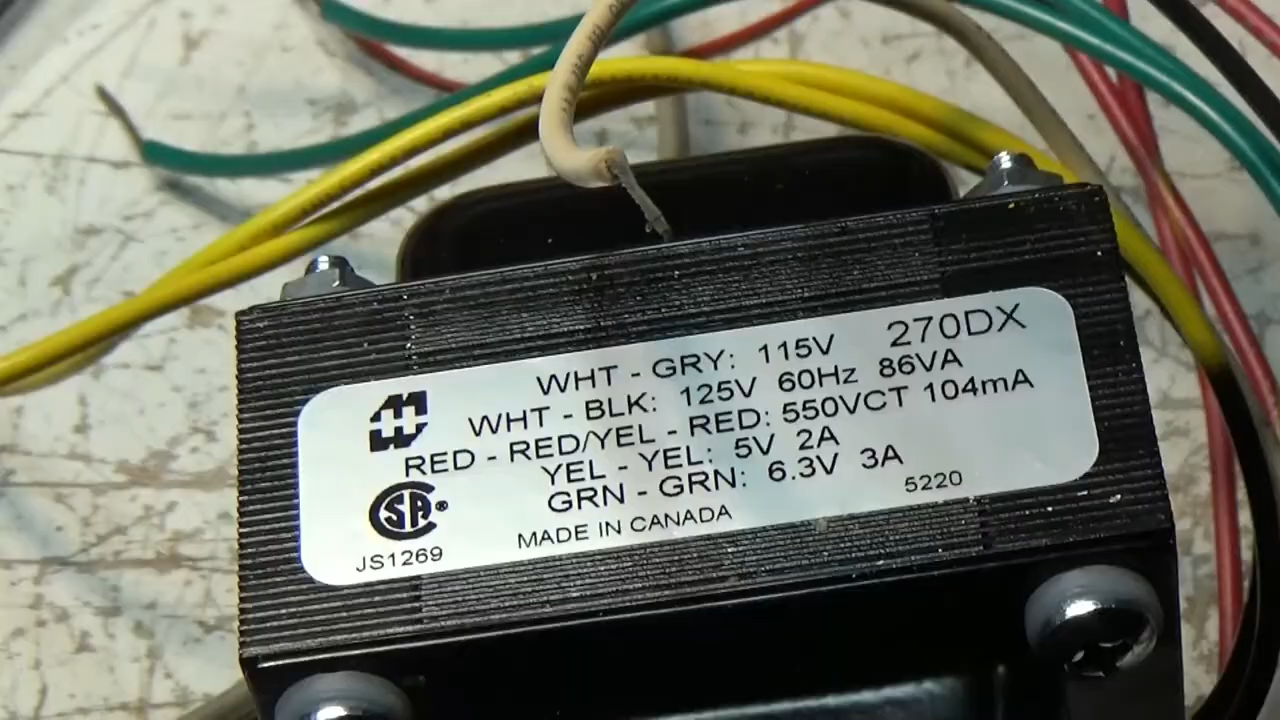 270DX
WHT - GRY: 115V
WHT - BLK: 125V 60Hz 86VA
RED - RED/YEL - RED: 550VCT 104mA
YEL - YEL: 5V 2A
GRN - GRN: 6.3V 3A
SA®
JS1269
MADE IN CANADA
5220